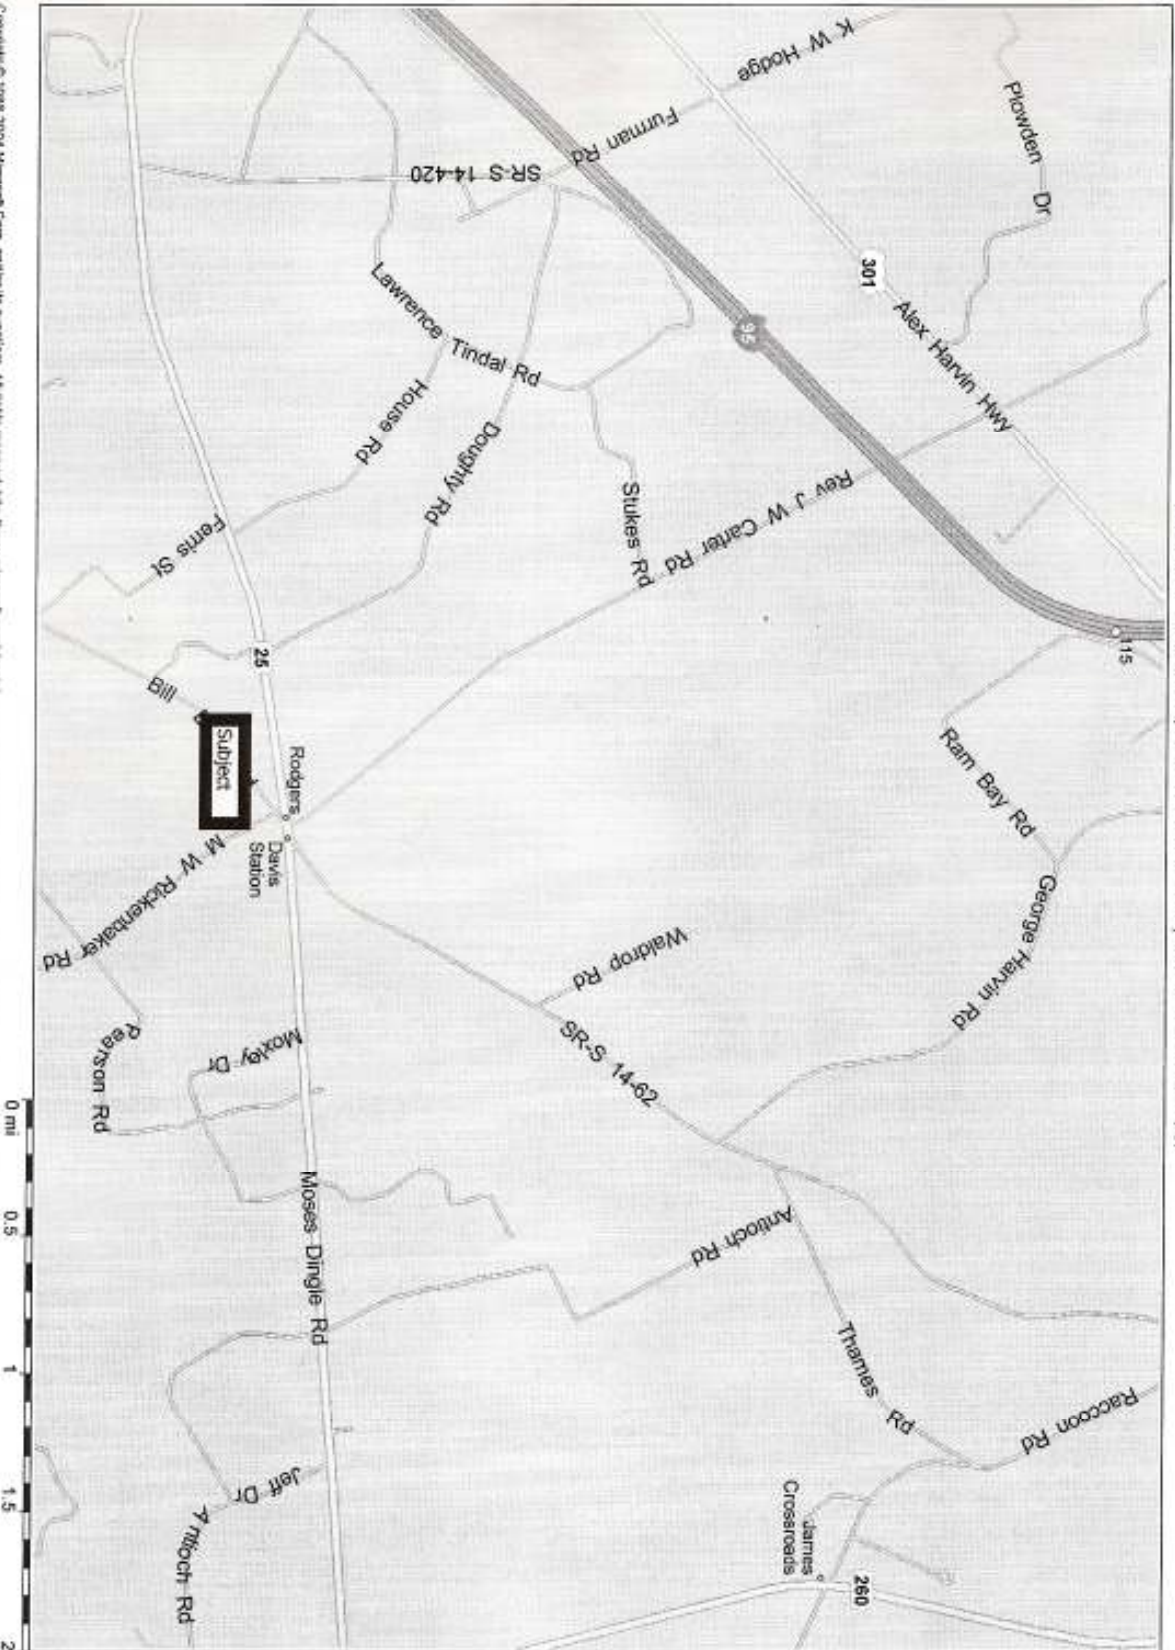 K W Hodge
Plowden Dr
Furman Rd
SR-S 14-420
301
Alex Harvin Hwy
95
Lawrence Tindal Rd
House Rd
Doughty Rd
Stukes Rd
Rev J W Carter Rd
Ferris St
25
115
Bill
Subject
Rodgers
Davis
Station
Ram Bay Rd
George Harvin Rd
M W Rickenbaker Rd
Waldrop Rd
SR-S 14-62
Pearson Rd
Moxley Dr
Moses Dingle Rd
Antioch Rd
Thames Rd
Raccoon Rd
Jeff Dr
Antioch Rd
James
Crossroads
260
0 mi 0.5 1 1.5 2